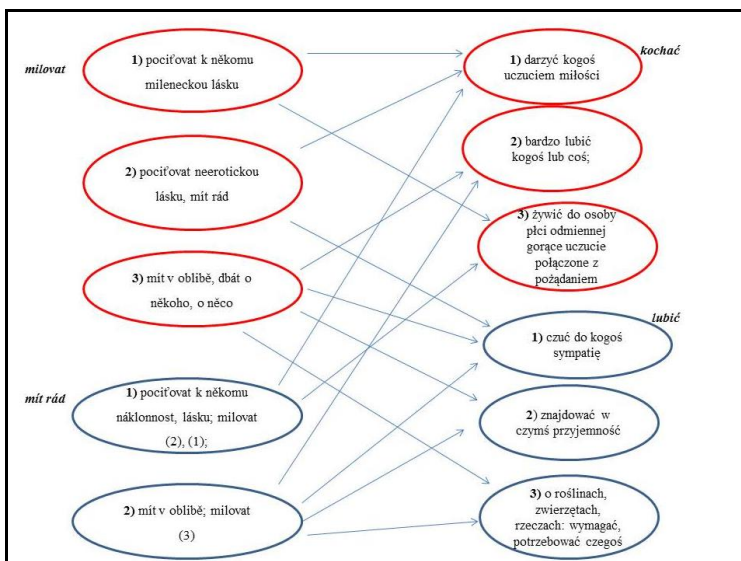 milovat
1) pociťovat k někomu
mileneckou lásku
2) pociťovat neerotickou
lásku, mít rád
3) mít v oblibě, dbát o
někoho, o něco
mít rád
1) pociťovat k někomu
náklonnost, lásku; milovat
(2), (1);
2) mít v oblibě; milovat
(3)
kochać
1) darzyć kogoś
uczuciem miłości
2) bardzo lubić
kogoś lub coś;
3) żywić do osoby
płci odmiennej
gorące uczucie
połączone z
pożądaniem
lubić
1) czuć do kogoś
sympatię
2) znajdować w
czymś przyjemność
3) o roślinach,
zwierzętach,
rzeczach: wymagać,
potrzebować czegoś